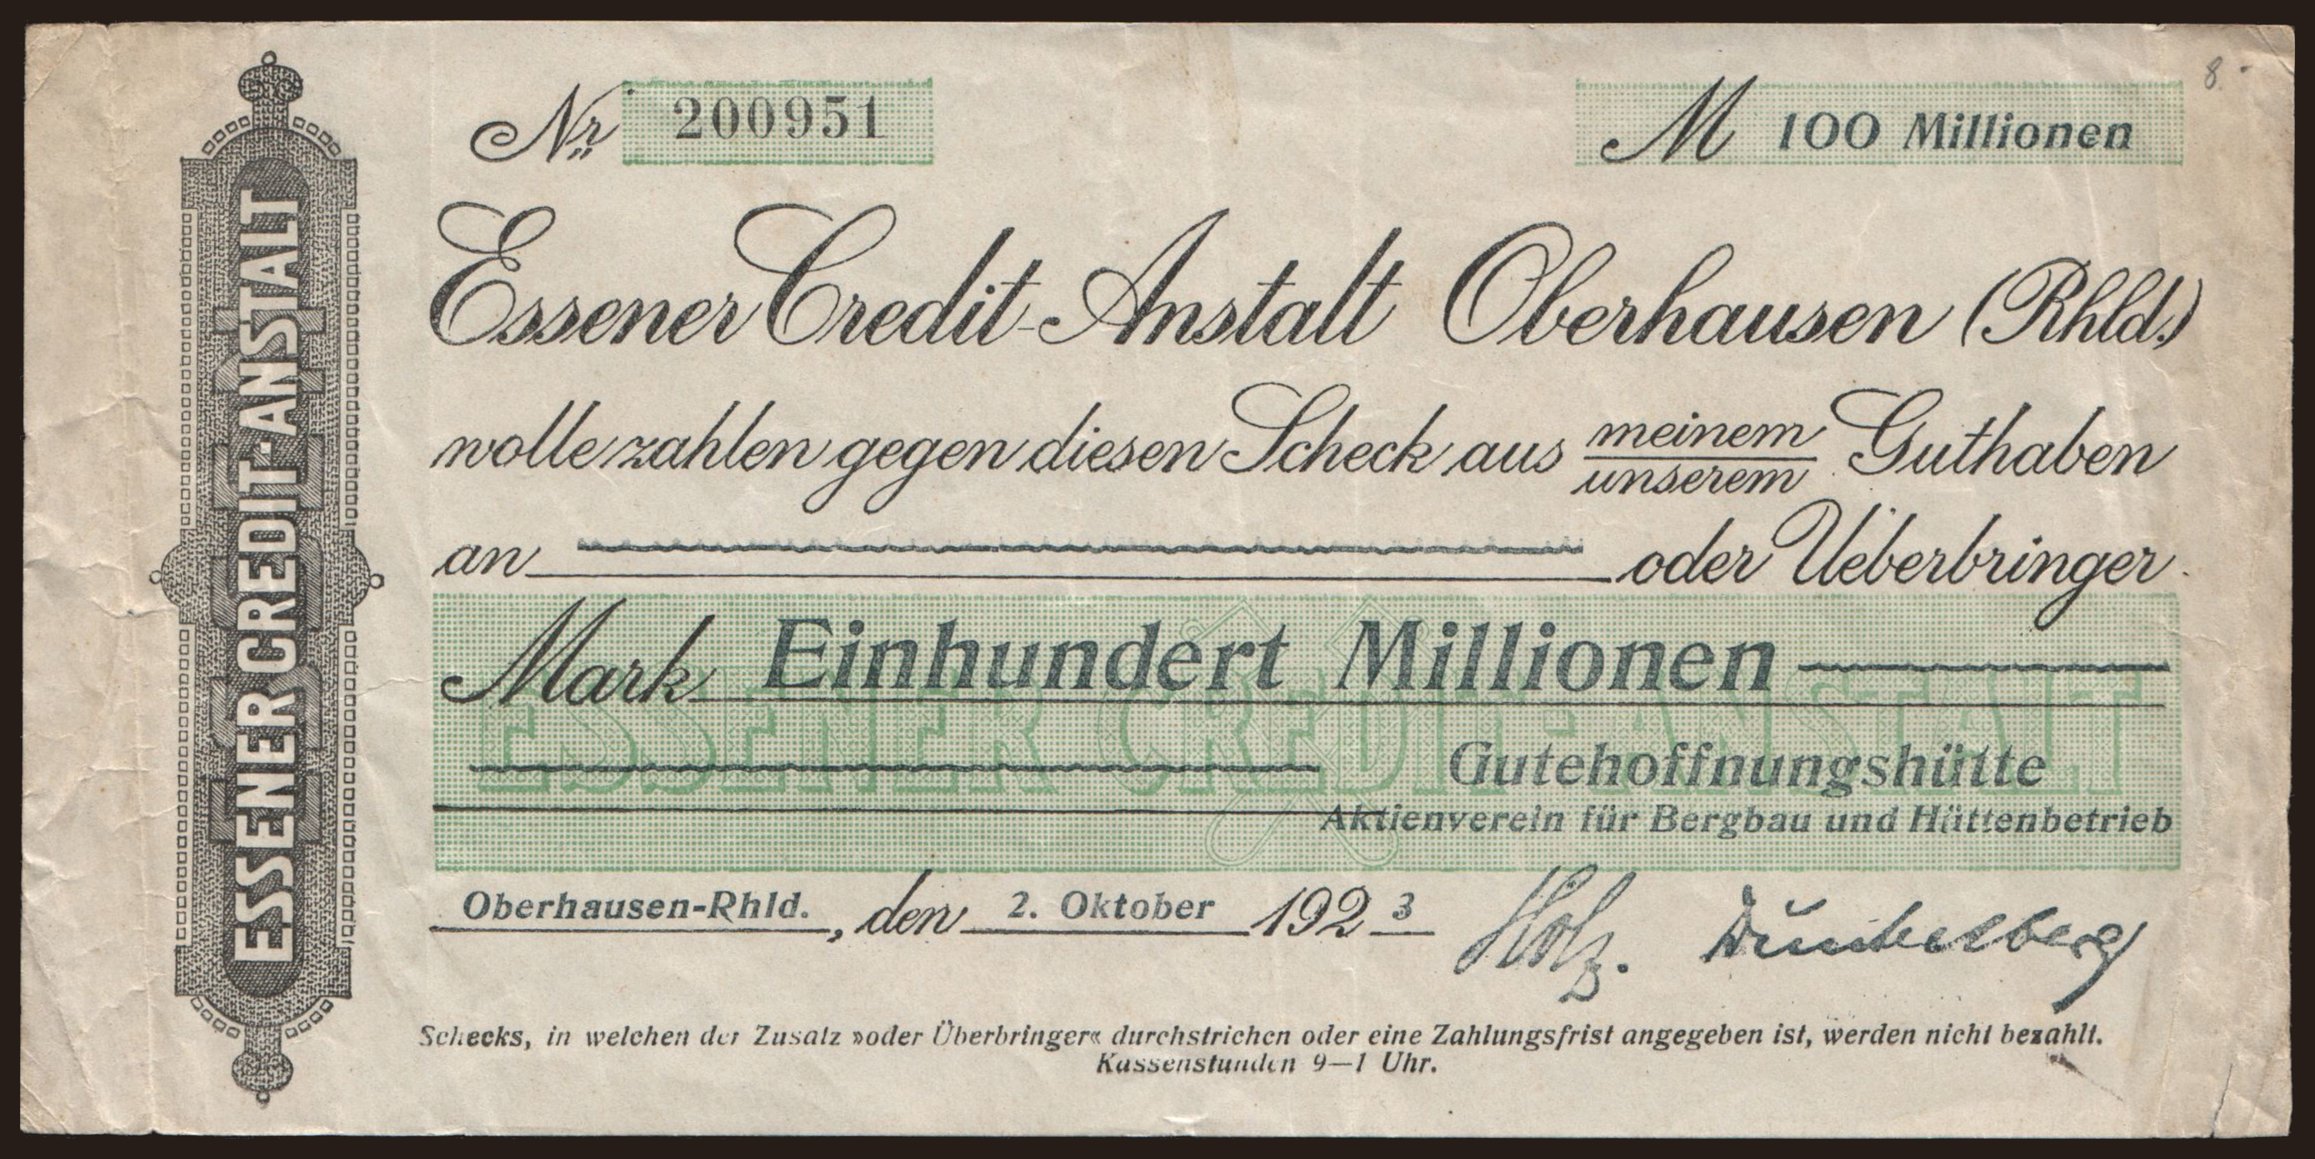 ESSENER CREDIT-ANSTALT
Nr. 200951
M 100 Millionen
8.
Essener Credit-Anstalt Oberhausen (Rhld.)
wolle zahlen gegen diesen Scheck aus meinem Guthaben
unserem
an oder Ueberbringer.
Mark Einhundert Millionen
ESSENER CREDIT-ANSTALT
Gutehoffnungshütte
Aktienverein für Bergbau und Hüttenbetrieb
Oberhausen-Rhld., den 2. Oktober 1923
Holz. Dunkelberg
Schecks, in welchen der Zusatz »oder Überbringer« durchstrichen oder eine Zahlungsfrist angegeben ist, werden nicht bezahlt.
Kassenstunden 9—1 Uhr.